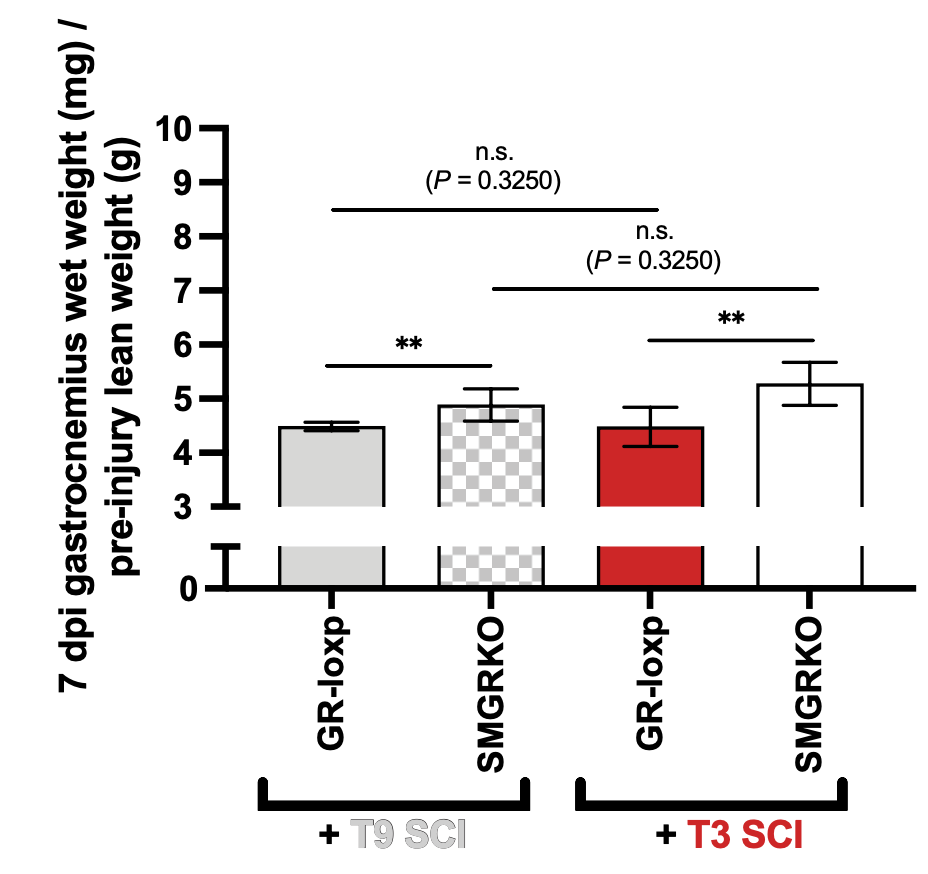 7 dpi gastrocnemius wet weight (mg) /
pre-injury lean weight (g)
10
9
8
7
6
5
4
3
0
n.s.
(P = 0.3250)
n.s.
(P = 0.3250)
**
**
GR-loxp
SMGRKO
GR-loxp
SMGRKO
+ T9 SCI
+ T3 SCI